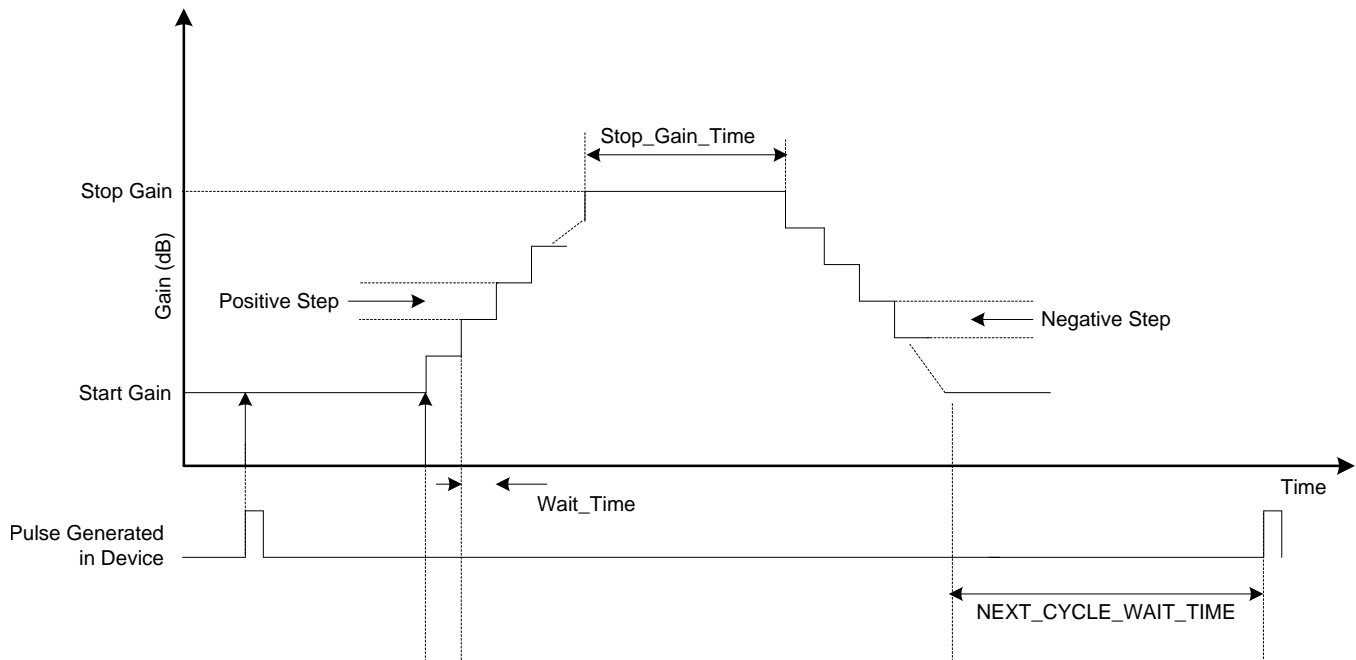 Stop_Gain_Time
Stop Gain
Gain (dB)
Positive Step
Negative Step
Start Gain
Time
Wait_Time
Pulse Generated
in Device
NEXT_CYCLE_WAIT_TIME